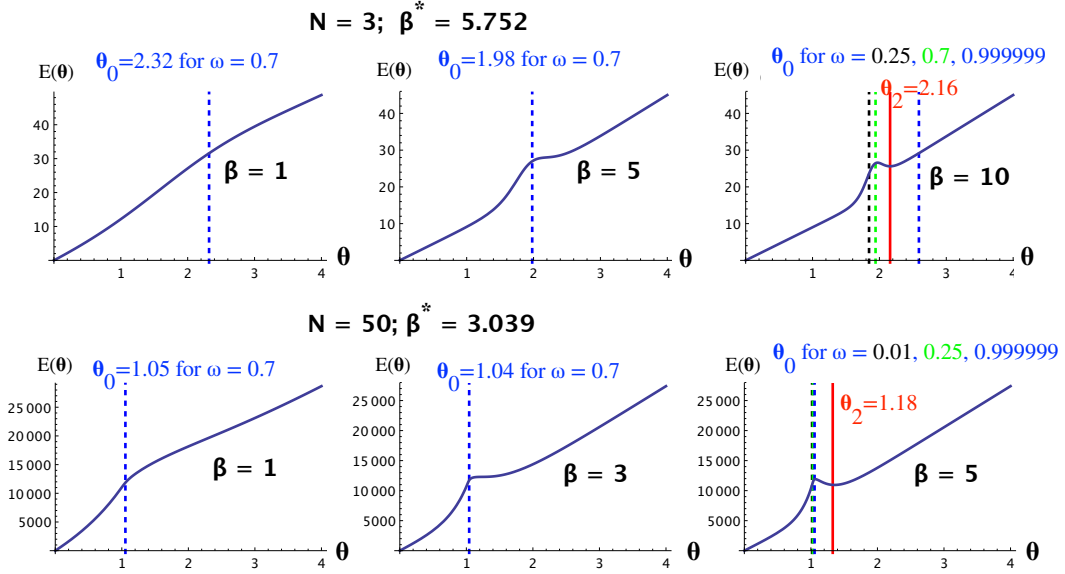 N = 3; β* = 5.752
θ0=2.32 for ω = 0.7
E(θ)
40
30
20
10
1 2 3 4
θ
β = 1
θ0=1.98 for ω = 0.7
40
30
20
10
1 2 3 4
θ
β = 5
θ0 for ω = 0.25, 0.7, 0.999999
E(θ)
θ2=2.16
40
30
20
10
1 2 3 4
θ
β = 10
N = 50; β* = 3.039
θ0=1.05 for ω = 0.7
E(θ)
25 000
20 000
15 000
10 000
5000
1 2 3 4
θ
β = 1
θ0=1.04 for ω = 0.7
E(θ)
25 000
20 000
15 000
10 000
5000
1 2 3 4
θ
β = 3
θ0 for ω = 0.01, 0.25, 0.999999
E(θ)
θ2=1.18
25 000
20 000
15 000
10 000
5000
1 2 3 4
θ
β = 5